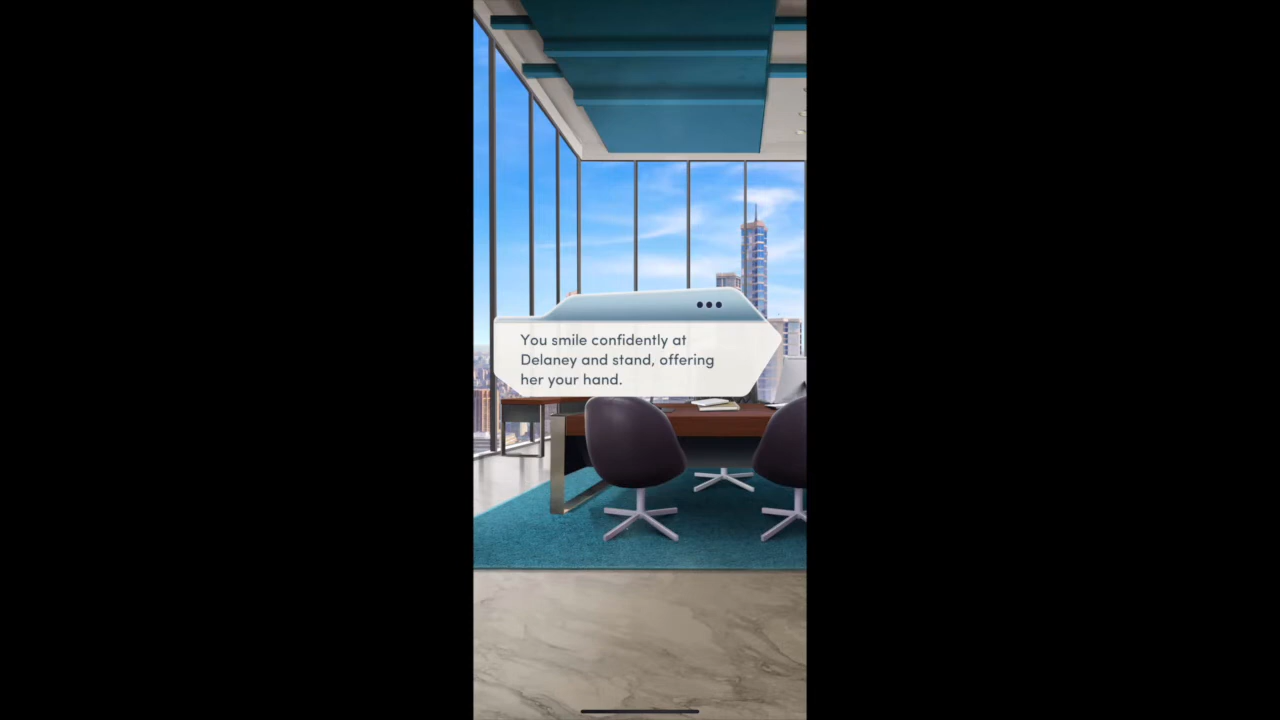 You smile confidently at
Delaney and stand, offering
her your hand.